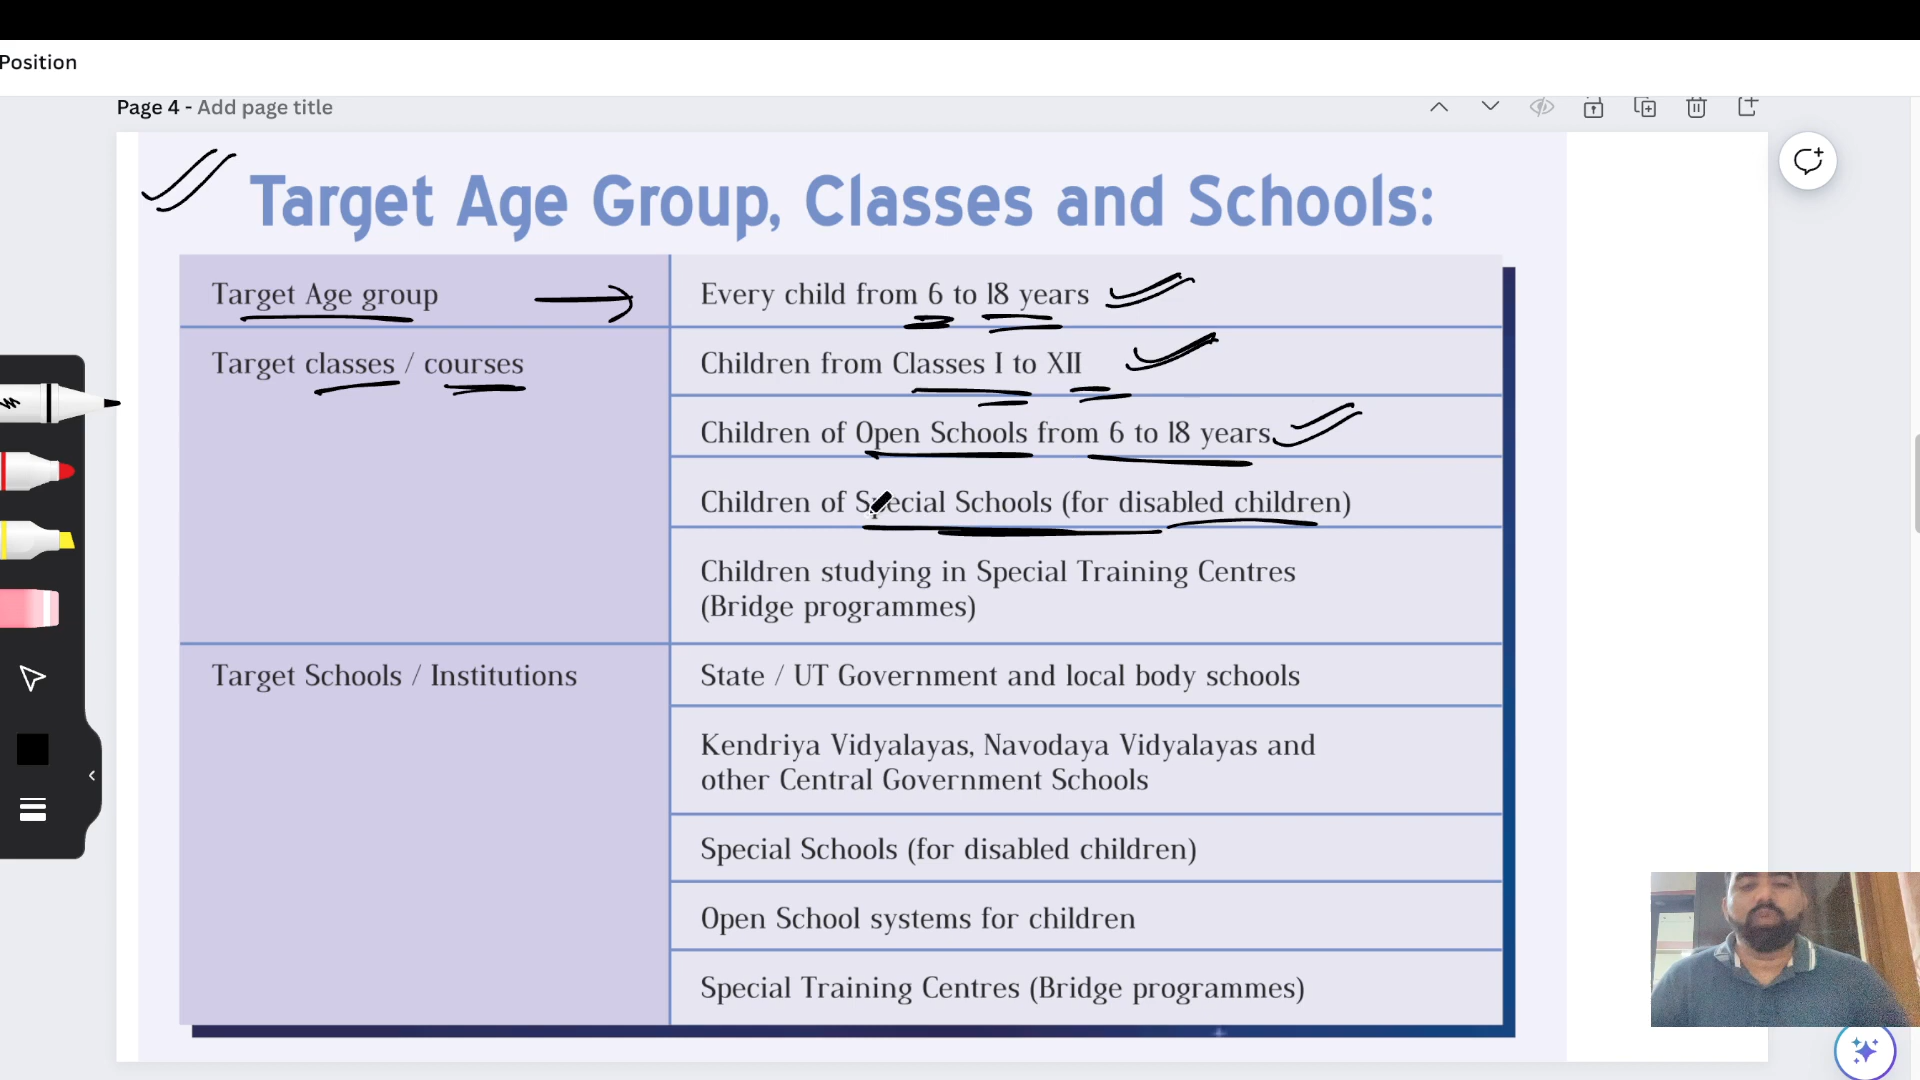 Position
Page 4 - Add page title
Target Age Group, Classes and Schools:
Target Age group
Every child from 6 to 18 years
Target classes / courses
Children from Classes I to XII
Children of Open Schools from 6 to 18 years
Children of Special Schools (for disabled children)
Children studying in Special Training Centres
(Bridge programmes)
Target Schools / Institutions
State / UT Government and local body schools
Kendriya Vidyalayas, Navodaya Vidyalayas and
other Central Government Schools
Special Schools (for disabled children)
Open School systems for children
Special Training Centres (Bridge programmes)